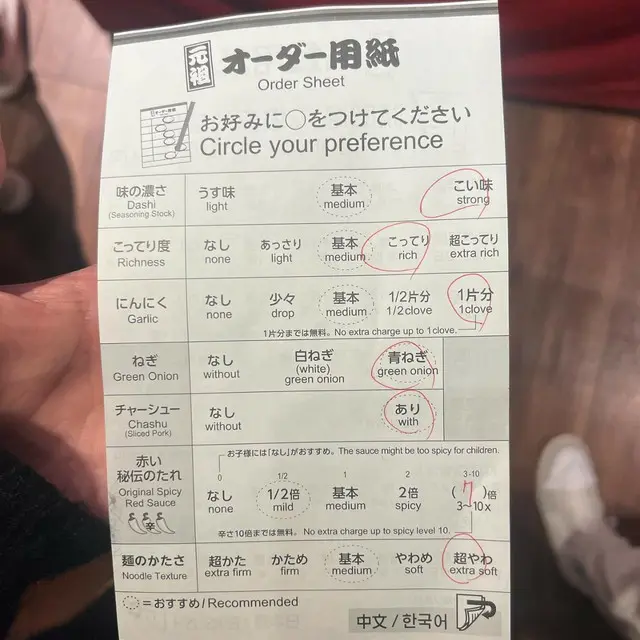 元祖 オーダー用紙
Order Sheet
お好みに○をつけてください
Circle your preference
味の濃さ うす味 基本 こい味
Dashi light medium strong
(Seasoning Stock)
こってり度 なし あっさり 基本 こってり 超こってり
Richness none light medium rich extra rich
にんにく なし 少々 基本 1/2片分 1片分
Garlic none drop medium 1/2clove 1clove
1片分までは無料。No extra charge up to 1clove.
ねぎ なし 白ねぎ 青ねぎ
Green Onion without (white) green onion
green onion
チャーシュー なし あり
Chashu without with
(Sliced Pork)
お子様には「なし」がおすすめ。The sauce might be too spicy for children.
赤い 0 1/2 1 2 3-10
秘伝のたれ なし 1/2倍 基本 2倍 ( 7 )倍
Original Spicy none mild medium spicy 3~10x
Red Sauce
辛
辛さ10倍までは無料。No extra charge up to spicy level 10.
麺のかたさ 超かた かため 基本 やわめ 超やわ
Noodle Texture extra firm firm medium soft extra soft
=おすすめ/Recommended
中文/한국어